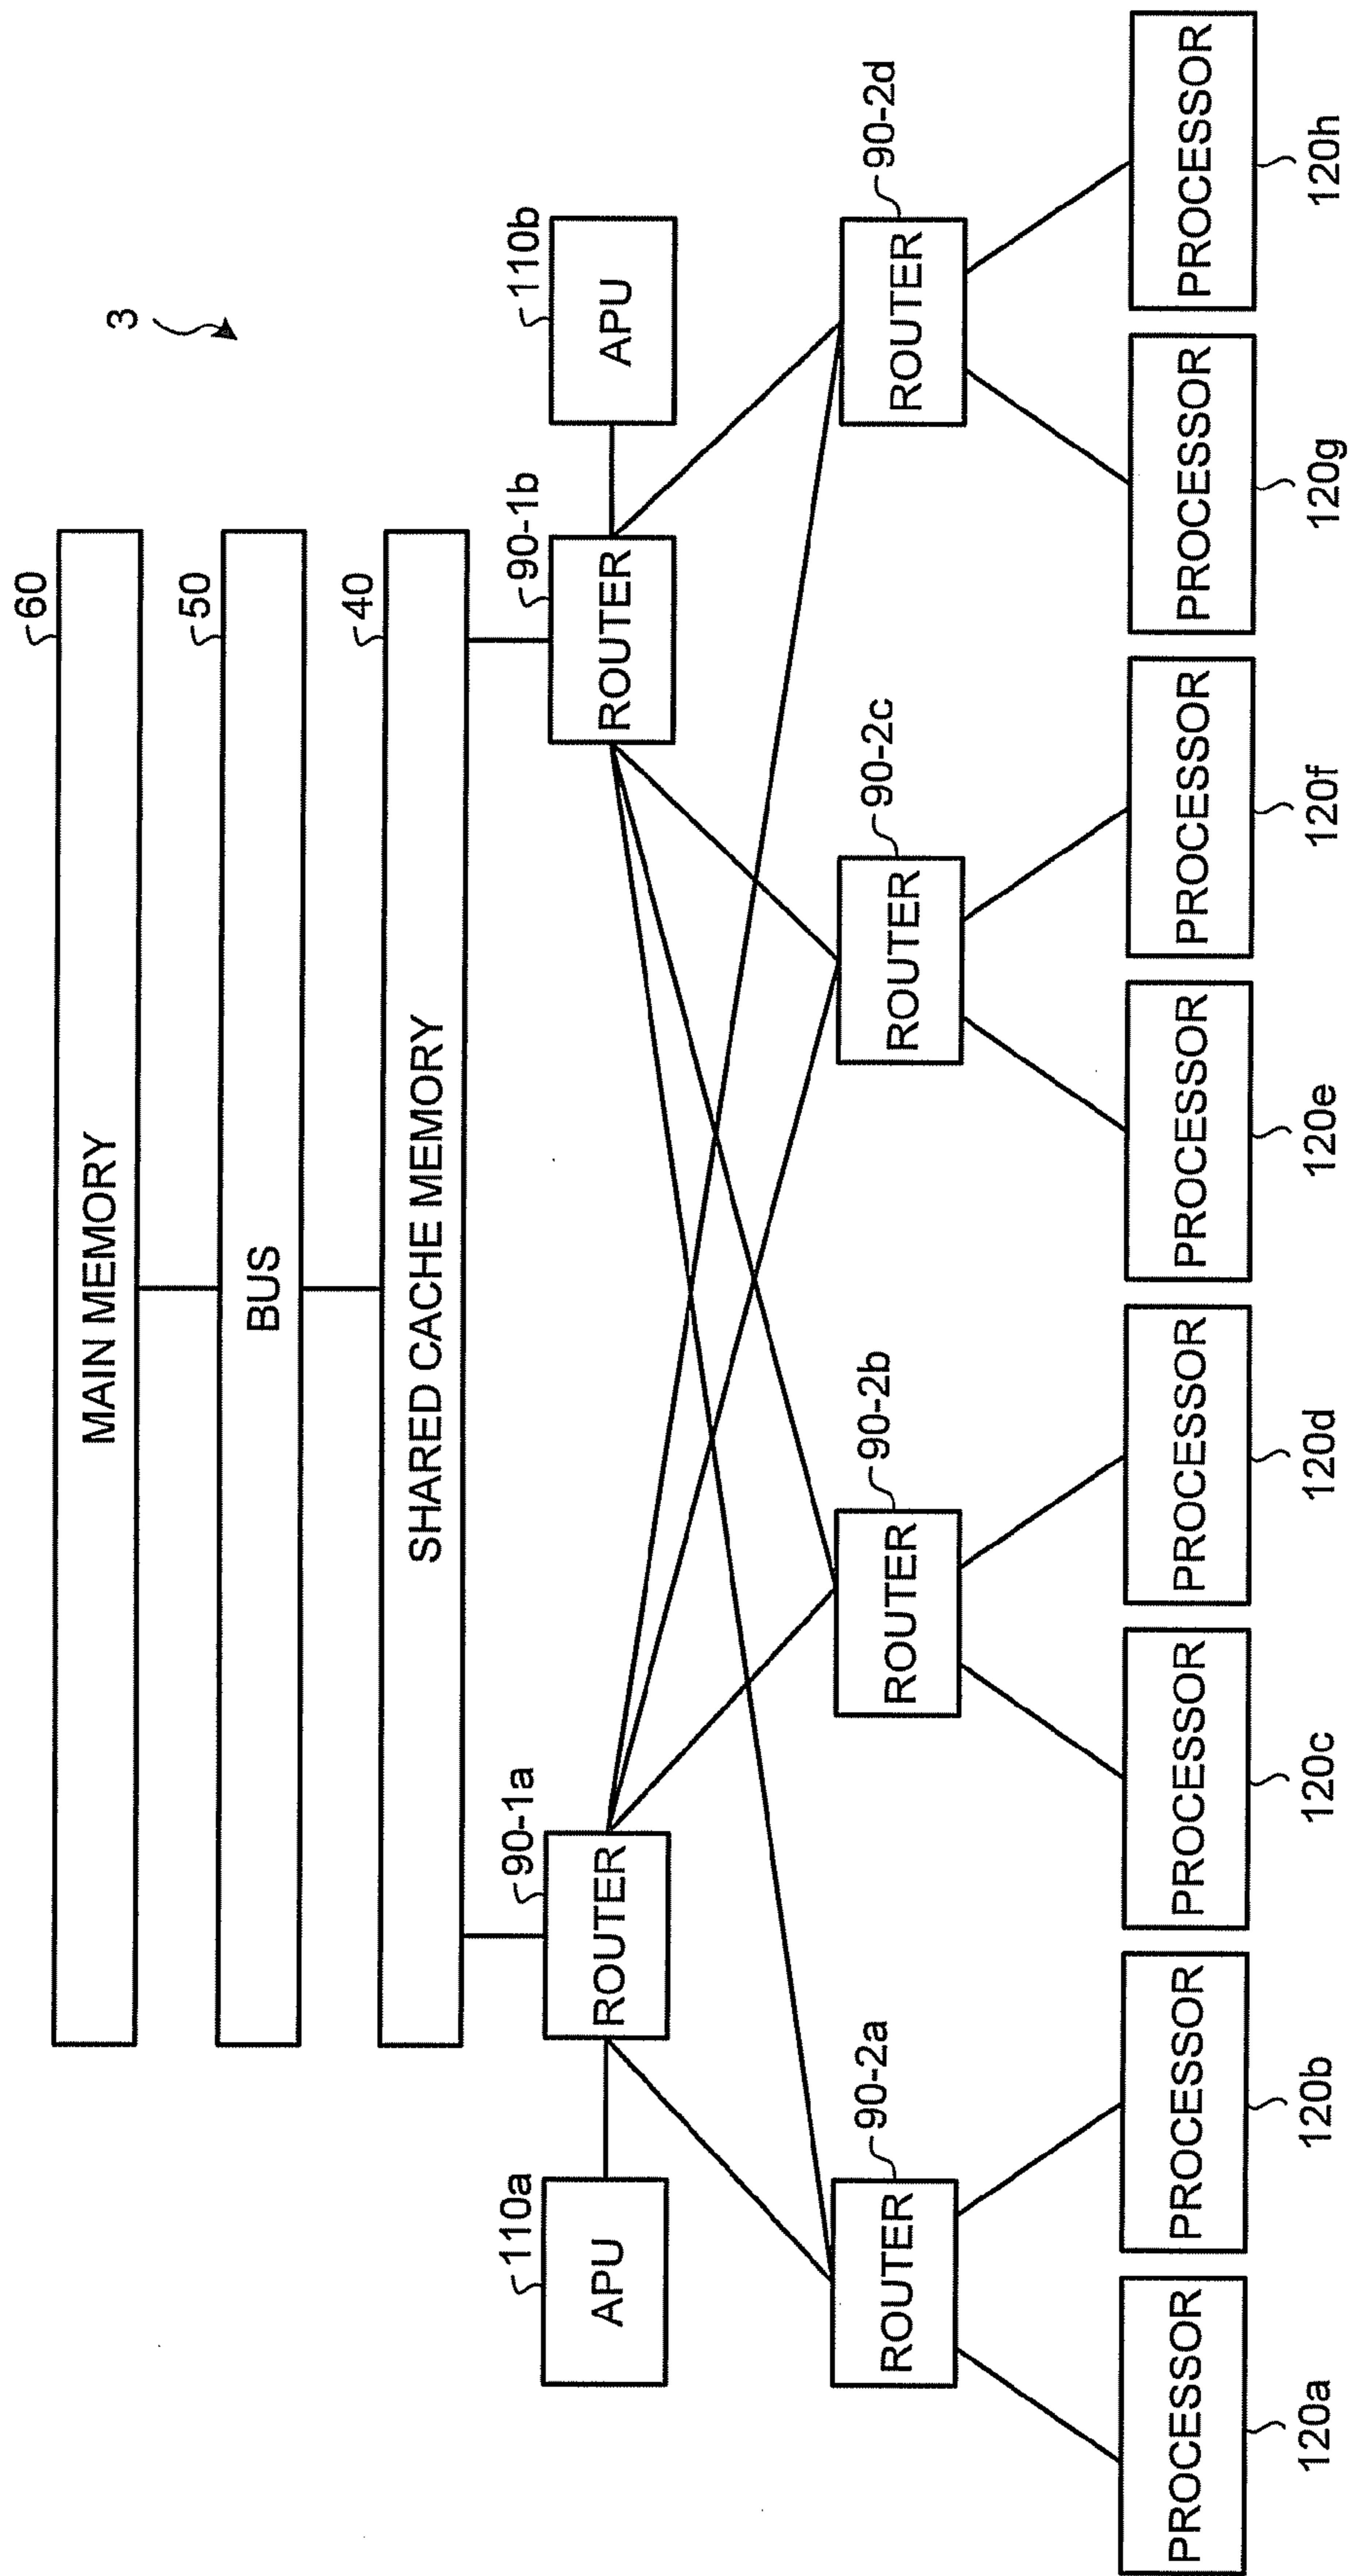 3
60
MAIN MEMORY
50
BUS
40
SHARED CACHE MEMORY
110a
APU
90-1a
ROUTER
90-1b
ROUTER
110b
APU
90-2a
ROUTER
90-2b
ROUTER
90-2c
ROUTER
90-2d
ROUTER
PROCESSOR
120a
PROCESSOR
120b
PROCESSOR
120c
PROCESSOR
120d
PROCESSOR
120e
PROCESSOR
120f
PROCESSOR
120g
PROCESSOR
120h